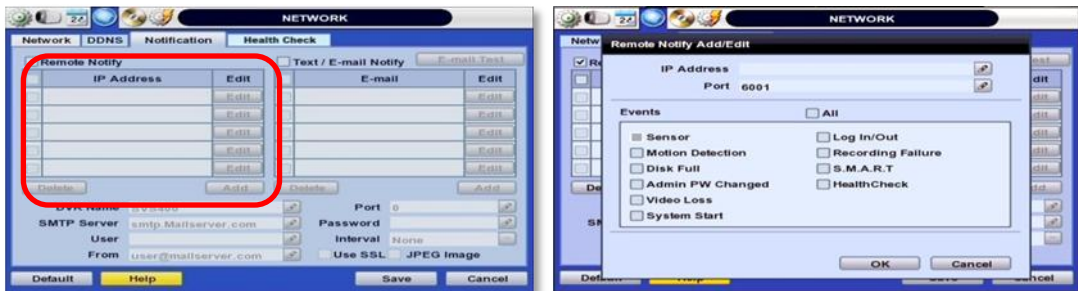 NETWORK
Network DDNS Notification Health Check
Remote Notify Text / E-mail Notify E-mail Test
IP Address Edit E-mail Edit
Edit Edit
Edit Edit
Edit Edit
Edit Edit
Edit Edit
Delete Add Delete Add
DVR Name SVS400 Port 0
SMTP Server smtp.Mailserver.com Password
User Interval None
From user@mailserver.com Use SSL JPEG Image
Default Help Save Cancel
NETWORK
Netw
Remote Notify Add/Edit
IP Address
Port 6001
Events All
Sensor Log In/Out
Motion Detection Recording Failure
Disk Full S.M.A.R.T
Admin PW Changed HealthCheck
Video Loss
System Start
OK Cancel